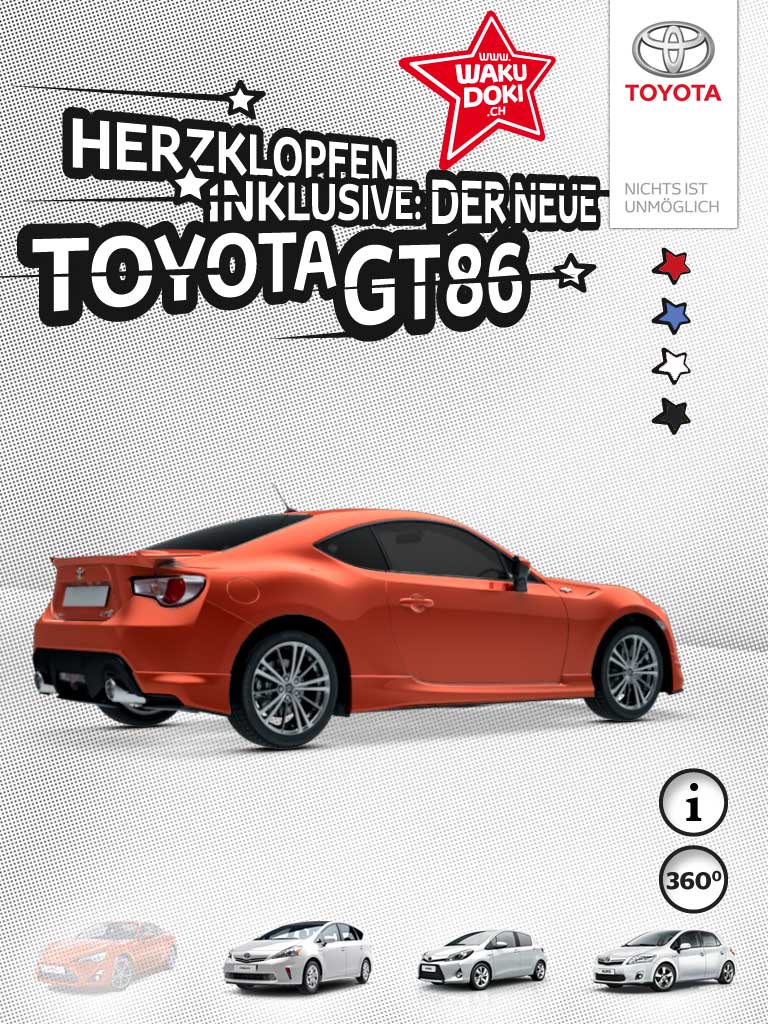 www.
WAKU
DOKI
.CH
TOYOTA
NICHTS IST
UNMÖGLICH
HERZKLOPFEN
INKLUSIVE: DER NEUE
TOYOTA GT86
i
360°